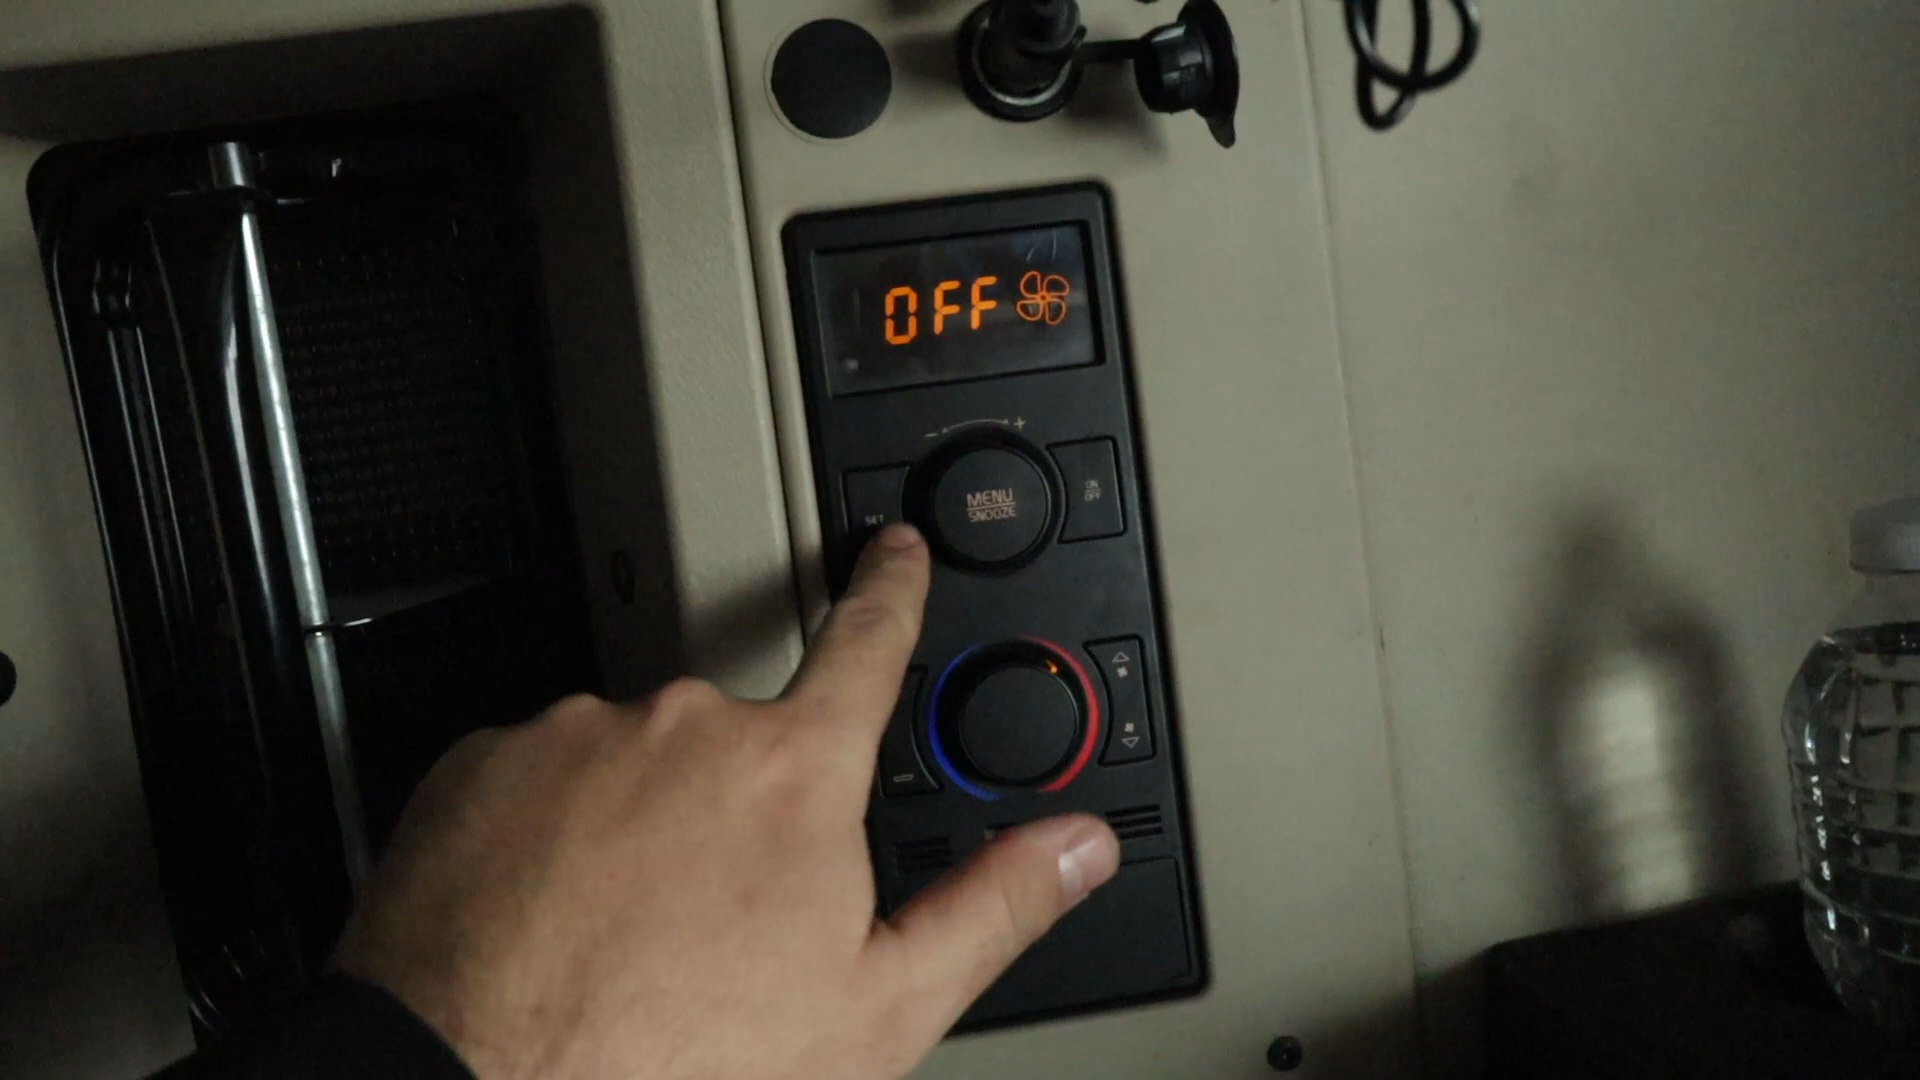 OFF
- +
SET
MENU
SNOOZE
ON
OFF